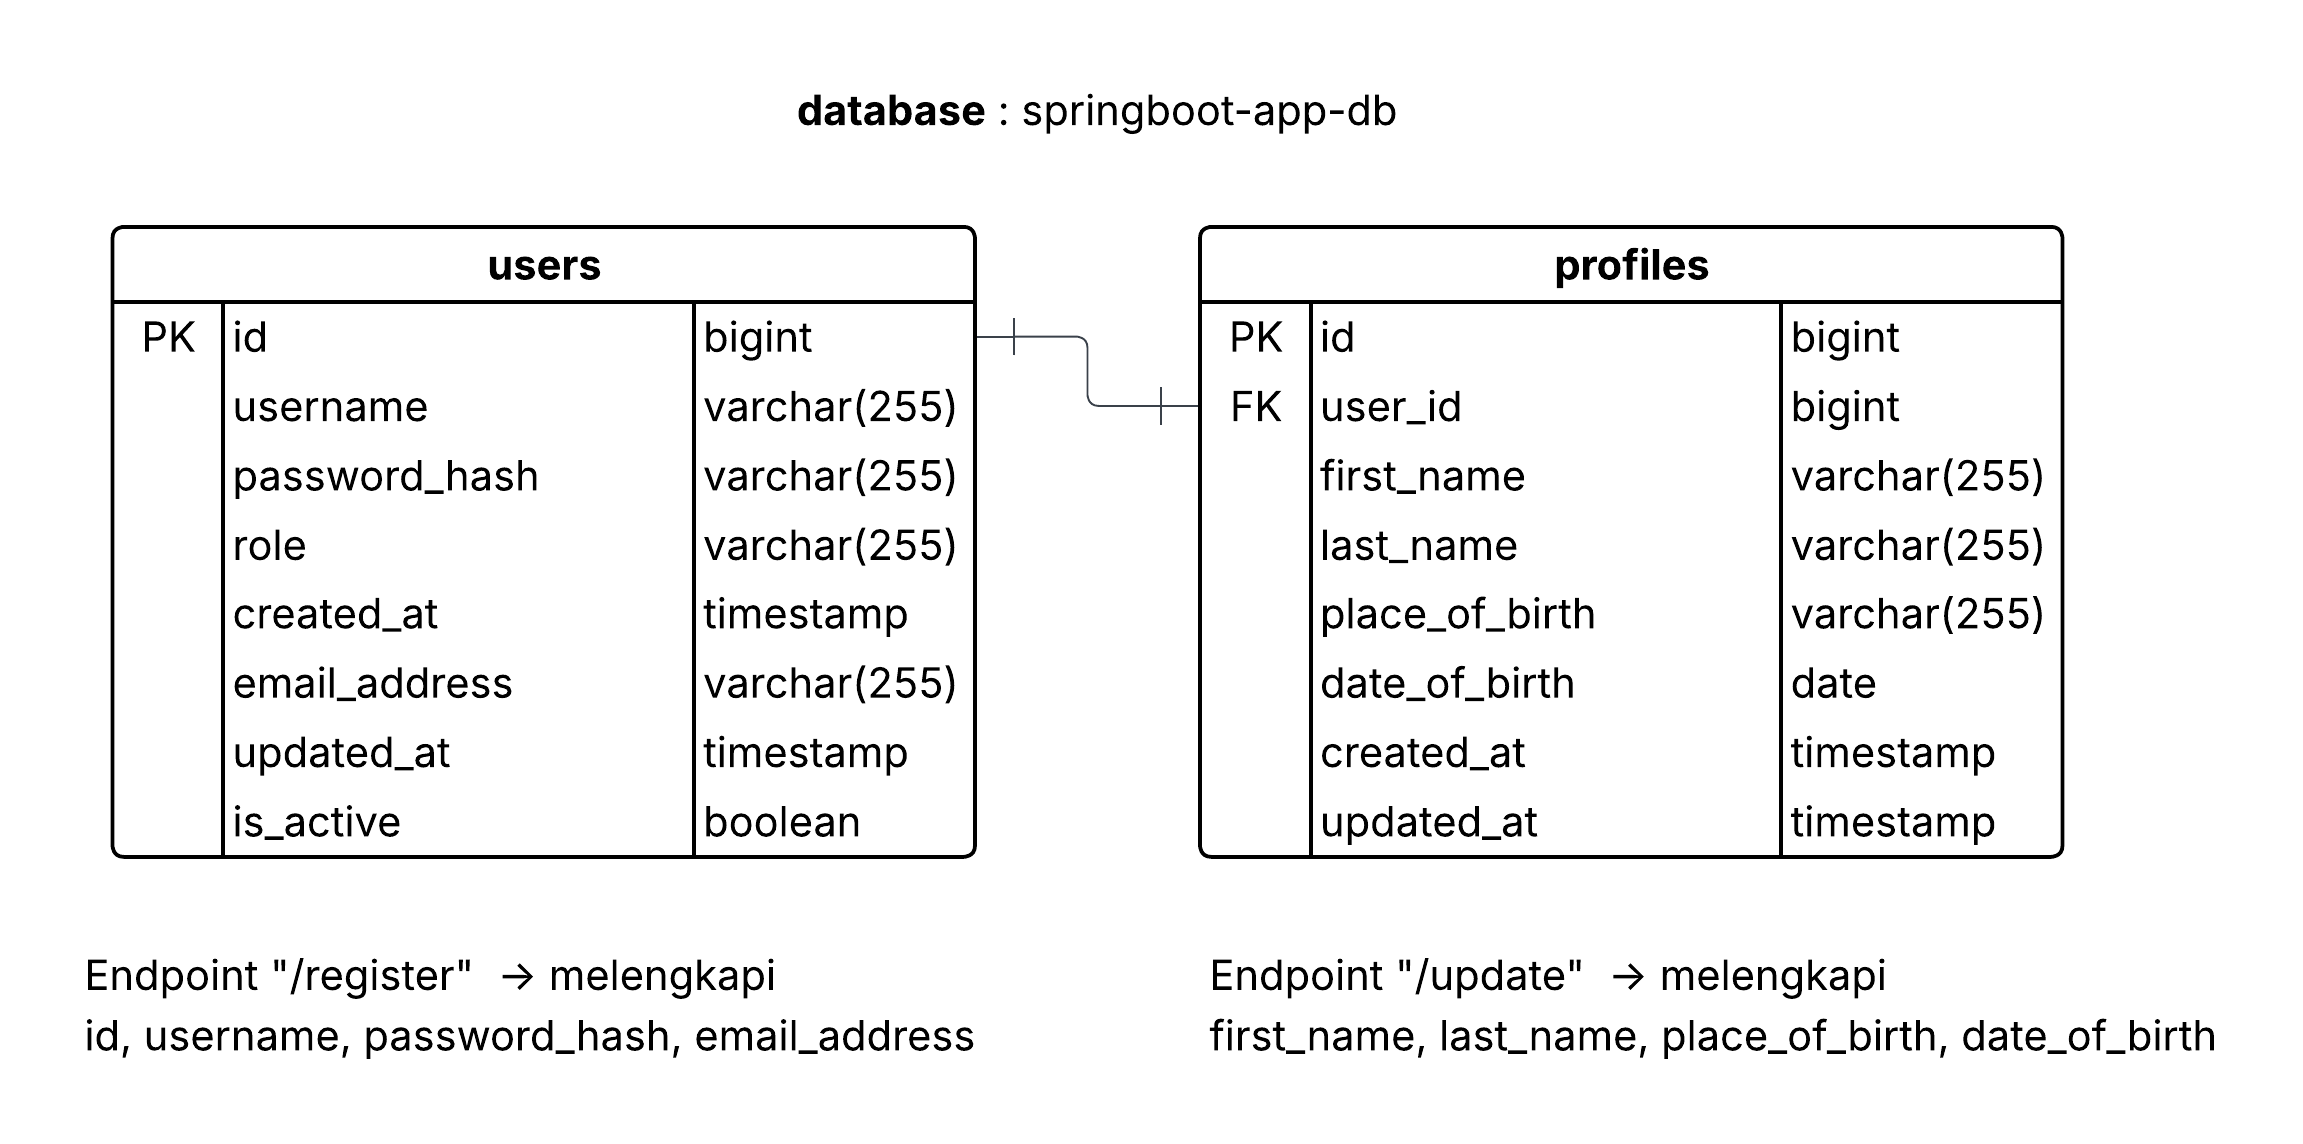 database : springboot-app-db
users
PK id bigint
username varchar(255)
password_hash varchar(255)
role varchar(255)
created_at timestamp
email_address varchar(255)
updated_at timestamp
is_active boolean
profiles
PK id bigint
FK user_id bigint
first_name varchar(255)
last_name varchar(255)
place_of_birth varchar(255)
date_of_birth date
created_at timestamp
updated_at timestamp
Endpoint "/register" → melengkapi
id, username, password_hash, email_address
Endpoint "/update" → melengkapi
first_name, last_name, place_of_birth, date_of_birth